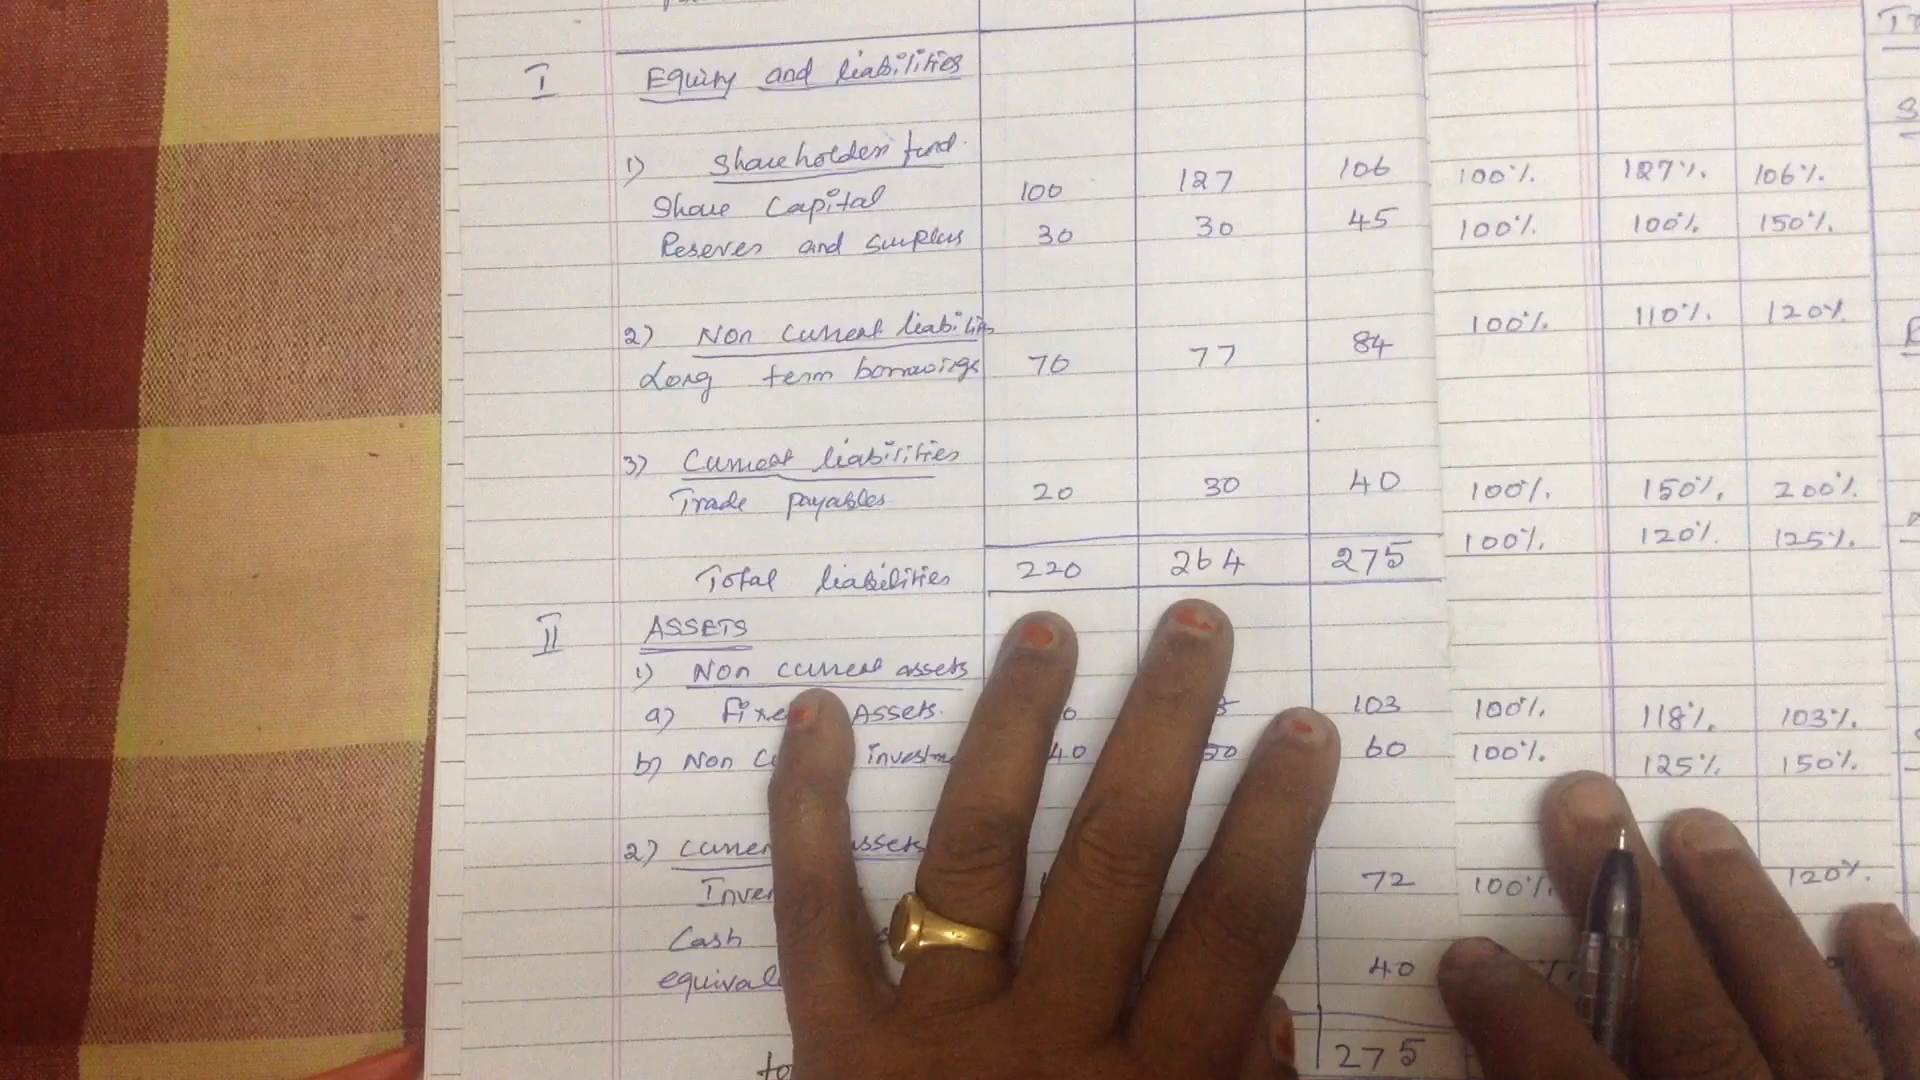 I Equity and liabilities
1) Shareholders fund.
Share Capital 100 127 106 100% 127% 106%
Reserves and Surplus 30 30 45 100% 100% 150%
2) Non Current liabilities
Long term borrowings 70 77 84 100% 110% 120%
3) Current liabilities
Trade payables 20 30 40 100% 150% 200%
Total liabilities 220 264 275 100% 120% 125%
II ASSETS
1) Non current assets
a) Fixed Assets. 103 100% 118% 103%
b) Non 40 60 100% 125% 150%
2) assets
72 100% 120%
Cash
40
275